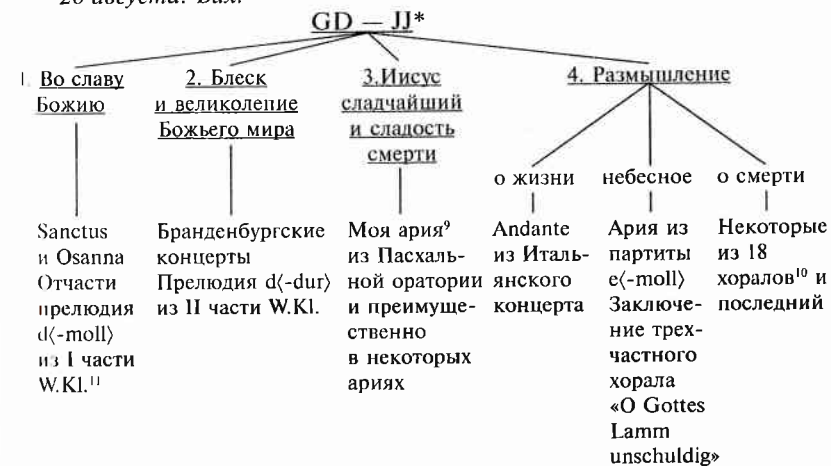 26 августа. Бах.
GD — JJ*
1. Во славу
Божию
2. Блеск
и великолепие
Божьего мира
3.Иисус
сладчайший
и сладость
смерти
4. Размышление
о жизни
небесное
о смерти
Sanctus
и Osanna
Отчасти
прелюдия
d⟨-moll⟩
из I части
W.Kl.¹¹
Бранденбургские
концерты
Прелюдия d⟨-dur⟩
из II части W.Kl.
Моя ария⁹
из Пасхаль-
ной оратории
и преимуще-
ственно
в некоторых
ариях
Andante
из Италь-
янского
концерта
Ария из
партиты
e⟨-moll⟩
Заключе-
ние трех-
частного
хорала
«O Gottes
Lamm
unschuldig»
Некоторые
из 18
хоралов¹⁰ и
последний